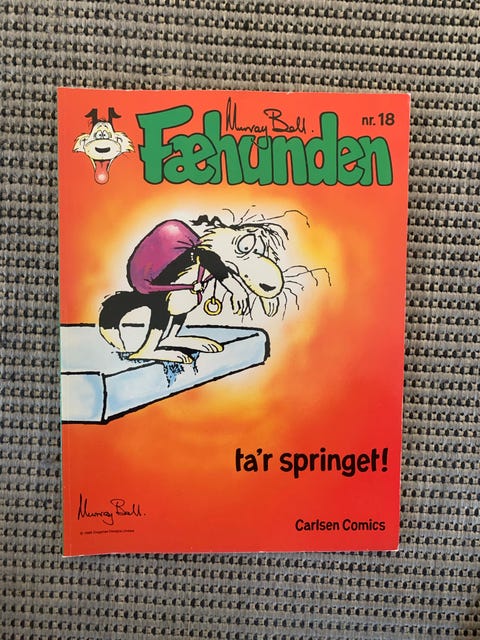 Murray Ball.
nr. 18
Fæhunden
ta'r springet!
Murray Ball.
Carlsen Comics